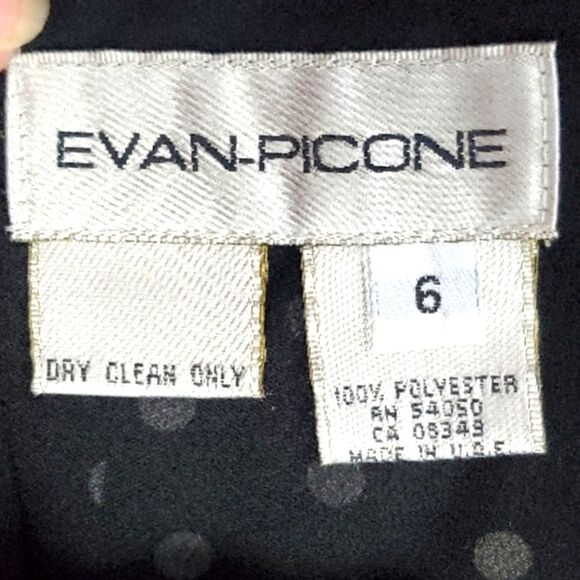 EVAN-PICONE
DRY CLEAN ONLY
6
100% POLYESTER
RN 54050
CA 08349
MADE IN U.S.